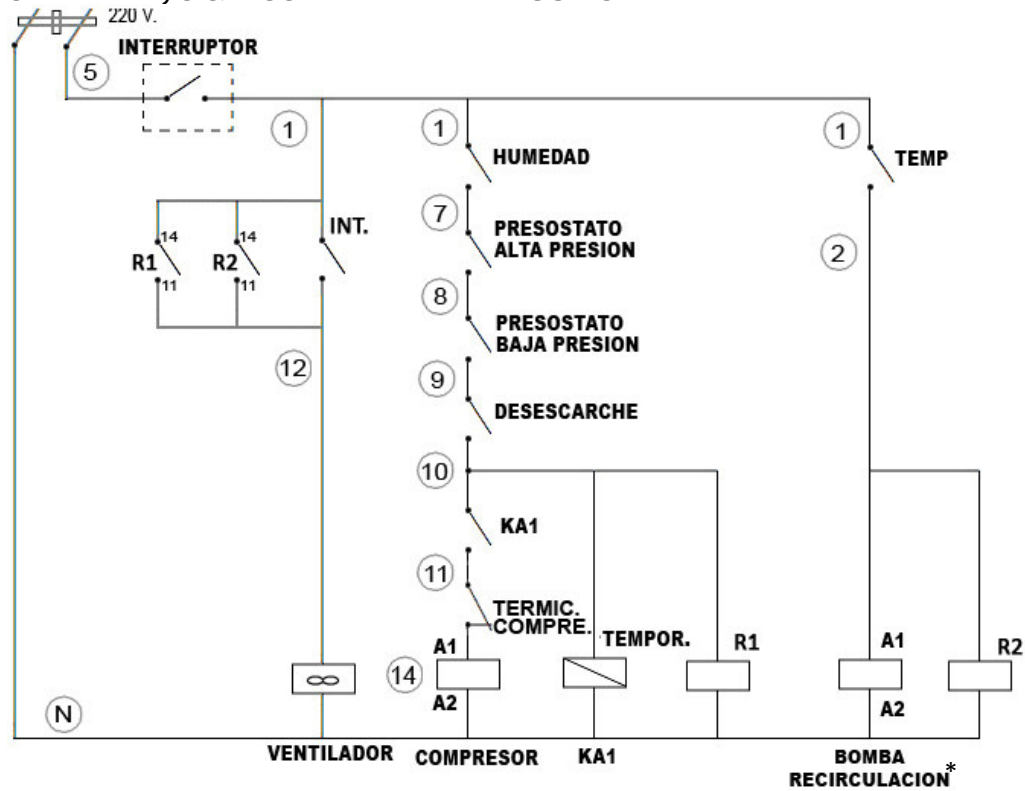 220 V.
INTERRUPTOR
5
1
1
1
HUMEDAD
TEMP
7
PRESOSTATO
ALTA PRESION
INT.
14
14
R1
R2
11
11
2
8
PRESOSTATO
BAJA PRESION
12
9
DESESCARCHE
10
KA1
11
TERMIC.
COMPRE.
TEMPOR.
R1
A1
A1
R2
14
A2
A2
N
VENTILADOR
COMPRESOR
KA1
BOMBA
RECIRCULACION*